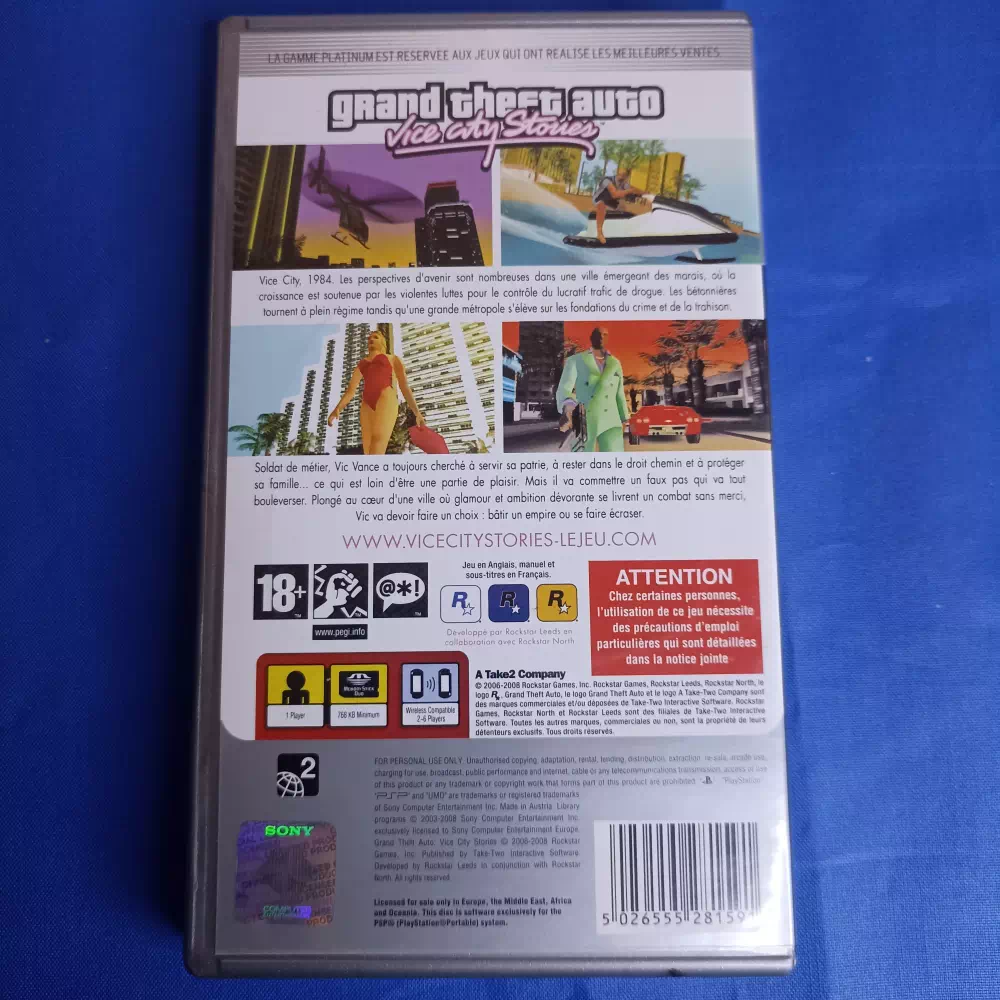 LA GAMME PLATINUM EST RESERVEE AUX JEUX QUI ONT REALISE LES MEILLEURES VENTES
grand theft auto
Vice City Stories™
Vice City, 1984. Les perspectives d'avenir sont nombreuses dans une ville émergeant des marais, où la
croissance est soutenue par les violentes luttes pour le contrôle du lucratif trafic de drogue. Les bétonnières
tournent à plein règime tandis qu'une grande métropole s'élève sur les fondations du crime et de la trahison.
Soldat de métier, Vic Vance a toujours cherché à servir sa patrie, à rester dans le droit chemin et à protéger
sa famille... ce qui est loin d'être une partie de plaisir. Mais il va commettre un faux pas qui va tout
bouleverser. Plongé au cœur d'une ville où glamour et ambition dévorante se livrent un combat sans merci,
Vic va devoir faire un choix : bâtir un empire ou se faire écraser.
WWW.VICECITYSTORIES-LEJEU.COM
18+
@*!
www.pegi.info
Jeu en Anglais, manuel et
sous-titres en Français.
R R R
Développé par Rockstar Leeds en
collaboration avec Rockstar North
ATTENTION
Chez certaines personnes,
l'utilisation de ce jeu nécessite
des précautions d'emploi
particulières qui sont détaillées
dans la notice jointe
1 Player
MEMORY STICK
DUO
768 KB Minimum
Wireless Compatible
2-6 Players
A Take2 Company
© 2006-2008 Rockstar Games, Inc. Rockstar Games, Rockstar Leeds, Rockstar North, le
logo R, Grand Theft Auto, le logo Grand Theft Auto et le logo A Take-Two Company sont
des marques commerciales et/ou déposées de Take-Two Interactive Software. Rockstar
Games, Rockstar North et Rockstar Leeds sont des filiales de Take-Two Interactive
Software. Toutes les autres marques, commerciales ou non, sont la propriété de leurs
détenteurs exclusifs. Tous droits réservés.
2
FOR PERSONAL USE ONLY. Unauthorised copying, adaptation, rental, lending, distribution, extraction, re-sale, arcade use,
charging for use, broadcast, public performance and internet, cable or any telecommunications transmission, access or use
of this product or any trademark or copyright work that forms part of this product are prohibited. "PlayStation",
"PSP" and "UMD" are trademarks or registered trademarks
of Sony Computer Entertainment Inc. Made in Austria. Library
programs © 2003-2008 Sony Computer Entertainment Inc.
exclusively licensed to Sony Computer Entertainment Europe.
Grand Theft Auto: Vice City Stories © 2006-2008 Rockstar
Games, Inc. Published by Take-Two Interactive Software.
Developed by Rockstar Leeds in conjunction with Rockstar
North. All rights reserved.
SONY
COMPUTER
Licensed for sale only in Europe, the Middle East, Africa
and Oceania. This disc is software exclusively for the
PSP® (PlayStation®Portable) system.
5 026555 28159